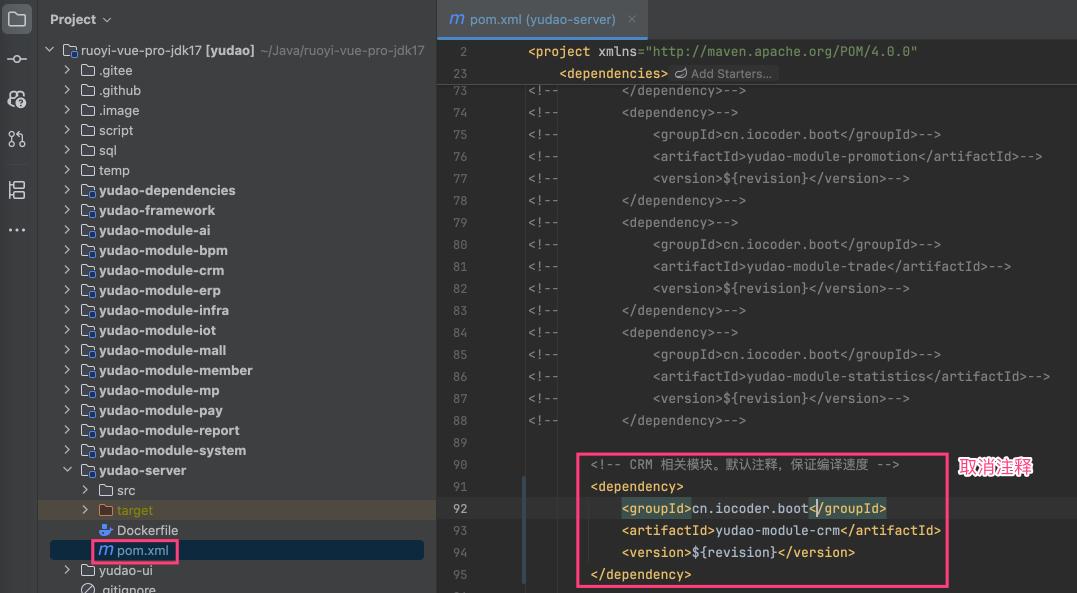 Project
ruoyi-vue-pro-jdk17 [yudao] ~/Java/ruoyi-vue-pro-jdk17
.gitee
.github
.image
script
sql
temp
yudao-dependencies
yudao-framework
yudao-module-ai
yudao-module-bpm
yudao-module-crm
yudao-module-erp
yudao-module-infra
yudao-module-iot
yudao-module-mall
yudao-module-member
yudao-module-mp
yudao-module-pay
yudao-module-report
yudao-module-system
yudao-server
src
target
Dockerfile
pom.xml
yudao-ui
.gitignore
pom.xml (yudao-server)
2 <project xmlns="http://maven.apache.org/POM/4.0.0"
23 <dependencies> Add Starters...
73 <!-- </dependency>-->
74 <!-- <dependency>-->
75 <!-- <groupId>cn.iocoder.boot</groupId>-->
76 <!-- <artifactId>yudao-module-promotion</artifactId>-->
77 <!-- <version>${revision}</version>-->
78 <!-- </dependency>-->
79 <!-- <dependency>-->
80 <!-- <groupId>cn.iocoder.boot</groupId>-->
81 <!-- <artifactId>yudao-module-trade</artifactId>-->
82 <!-- <version>${revision}</version>-->
83 <!-- </dependency>-->
84 <!-- <dependency>-->
85 <!-- <groupId>cn.iocoder.boot</groupId>-->
86 <!-- <artifactId>yudao-module-statistics</artifactId>-->
87 <!-- <version>${revision}</version>-->
88 <!-- </dependency>-->
89
90 <!-- CRM 相关模块。默认注释，保证编译速度 -->
取消注释
91 <dependency>
92 <groupId>cn.iocoder.boot</groupId>
93 <artifactId>yudao-module-crm</artifactId>
94 <version>${revision}</version>
95 </dependency>